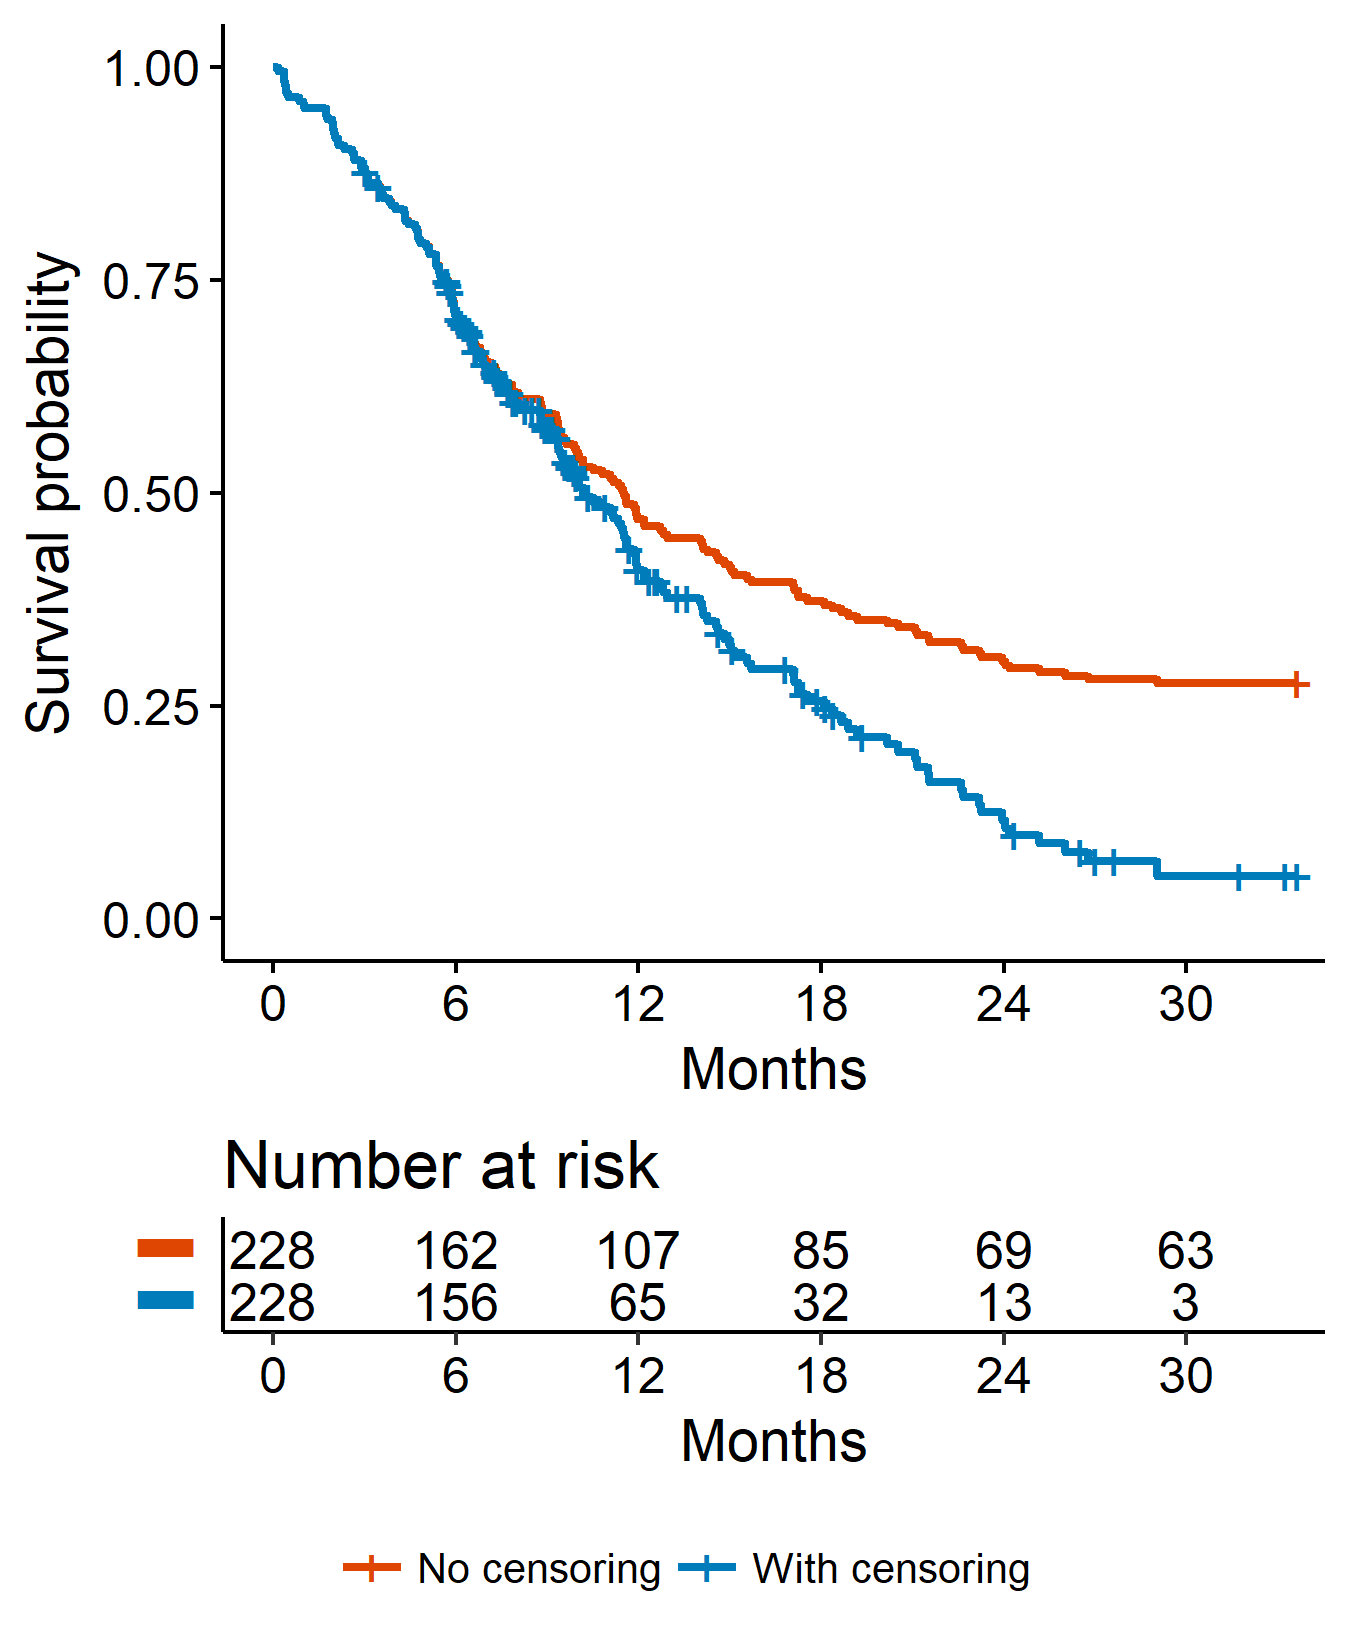 Survival probability
1.00
0.75
0.50
0.25
0.00
0 6 12 18 24 30
Months
Number at risk
228 162 107 85 69 63
228 156 65 32 13 3
0 6 12 18 24 30
Months
No censoring With censoring